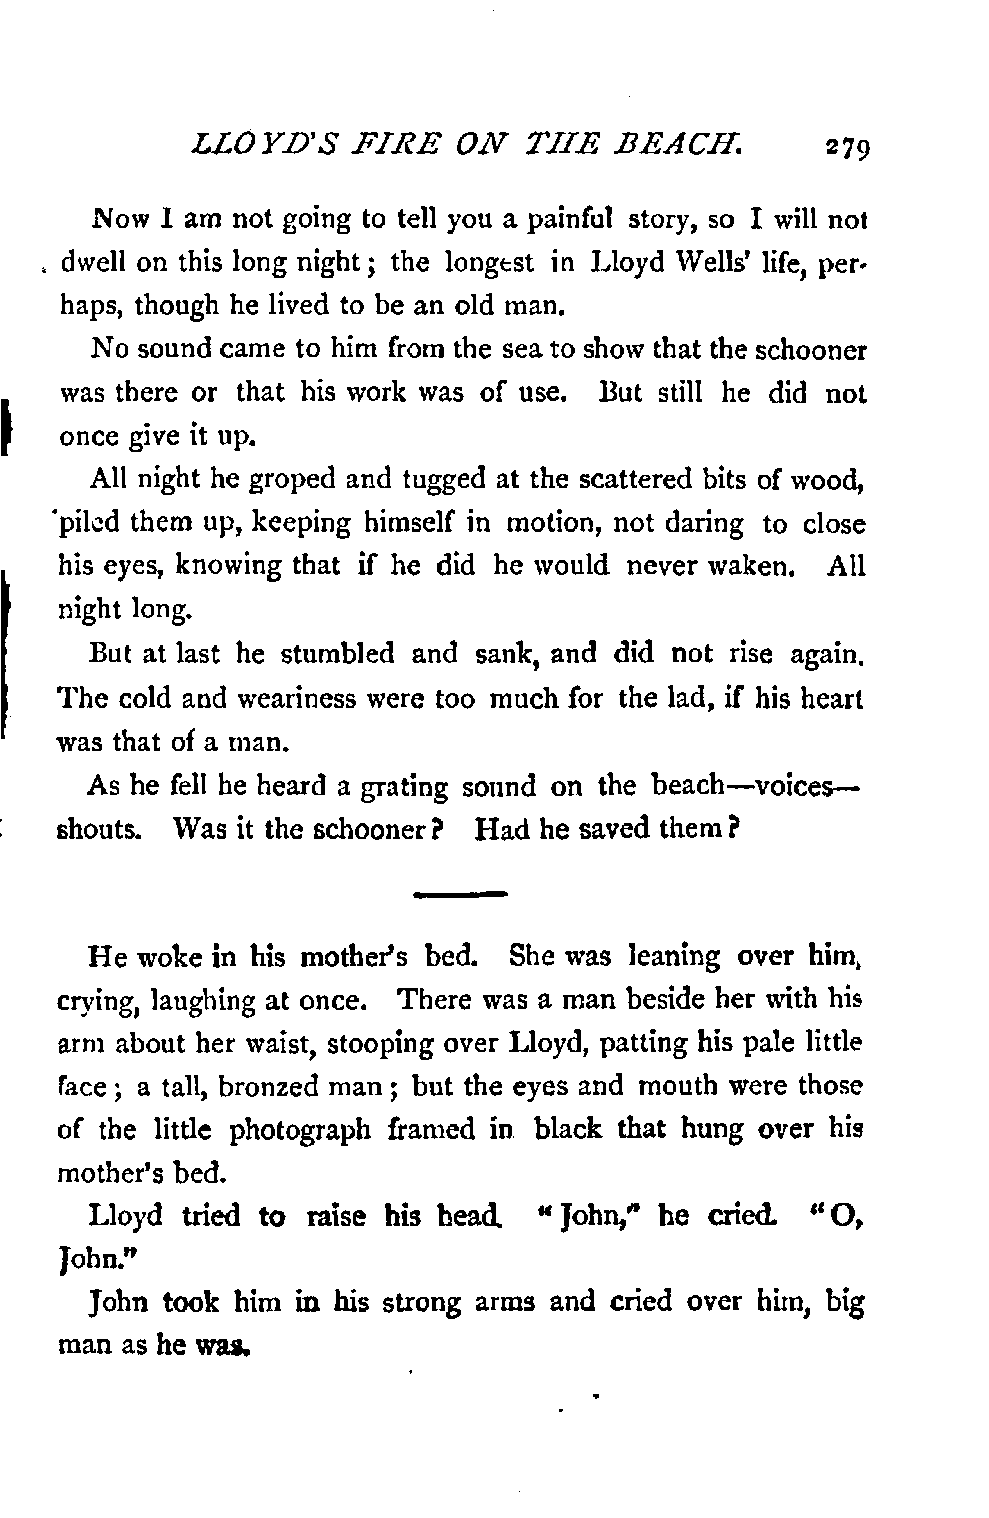 LLOYD'S FIRE ON THE BEACH. 279
Now I am not going to tell you a painful story, so I will not
dwell on this long night; the longest in Lloyd Wells' life, per-
haps, though he lived to be an old man.
No sound came to him from the sea to show that the schooner
was there or that his work was of use. But still he did not
once give it up.
All night he groped and tugged at the scattered bits of wood,
piled them up, keeping himself in motion, not daring to close
his eyes, knowing that if he did he would never waken. All
night long.
But at last he stumbled and sank, and did not rise again.
The cold and weariness were too much for the lad, if his heart
was that of a man.
As he fell he heard a grating sound on the beach—voices—
shouts. Was it the schooner? Had he saved them?
He woke in his mother's bed. She was leaning over him,
crying, laughing at once. There was a man beside her with his
arm about her waist, stooping over Lloyd, patting his pale little
face; a tall, bronzed man; but the eyes and mouth were those
of the little photograph framed in black that hung over his
mother's bed.
Lloyd tried to raise his head. "John," he cried. "O,
John."
John took him in his strong arms and cried over him, big
man as he was.